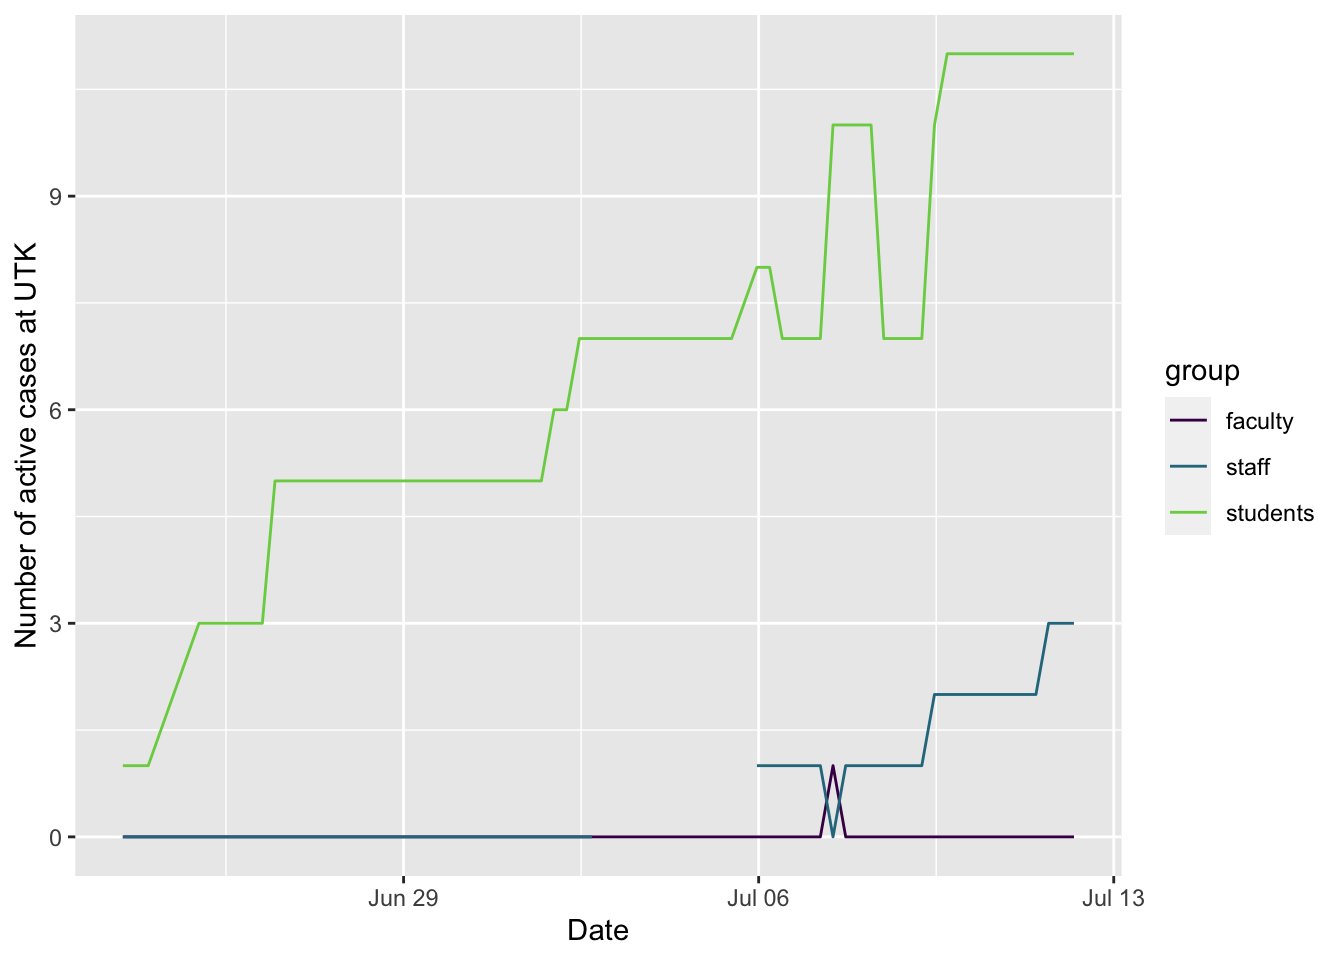 Number of active cases at UTK
9
6
3
0
Jun 29
Jul 06
Jul 13
Date
group
faculty
staff
students